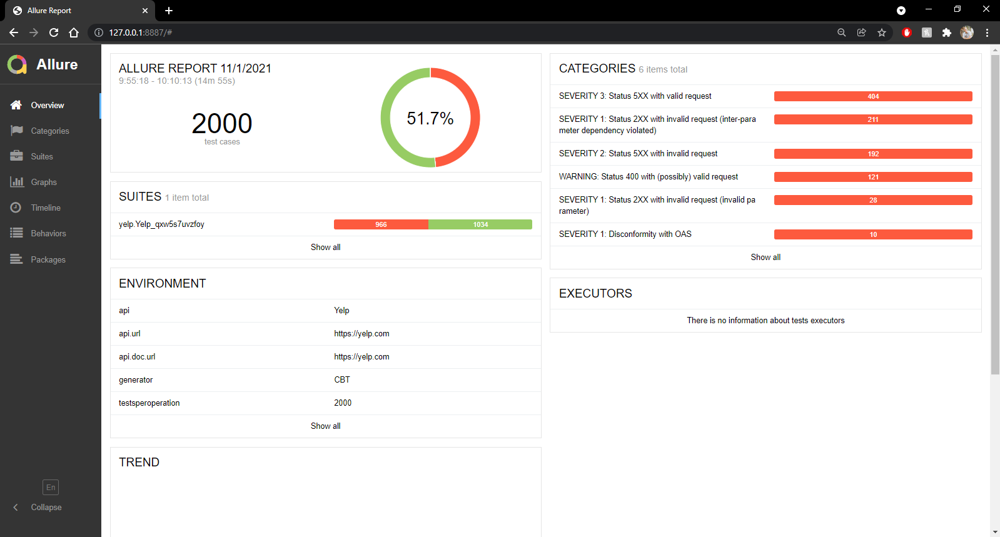 Allure Report
127.0.0.1:8887/#
Allure
Overview
Categories
Suites
Graphs
Timeline
Behaviors
Packages
En
Collapse
ALLURE REPORT 11/1/2021
9:55:18 - 10:10:13 (14m 55s)
2000
test cases
51.7%
SUITES 1 item total
yelp.Yelp_qxw5s7uvzfoy 966 1034
Show all
ENVIRONMENT
api Yelp
api.url https://yelp.com
api.doc.url https://yelp.com
generator CBT
testsperoperation 2000
Show all
TREND
CATEGORIES 6 items total
SEVERITY 3: Status 5XX with valid request 404
SEVERITY 1: Status 2XX with invalid request (inter-para 211
meter dependency violated)
SEVERITY 2: Status 5XX with invalid request 192
WARNING: Status 400 with (possibly) valid request 121
SEVERITY 1: Status 2XX with invalid request (invalid pa 28
rameter)
SEVERITY 1: Disconformity with OAS 10
Show all
EXECUTORS
There is no information about tests executors